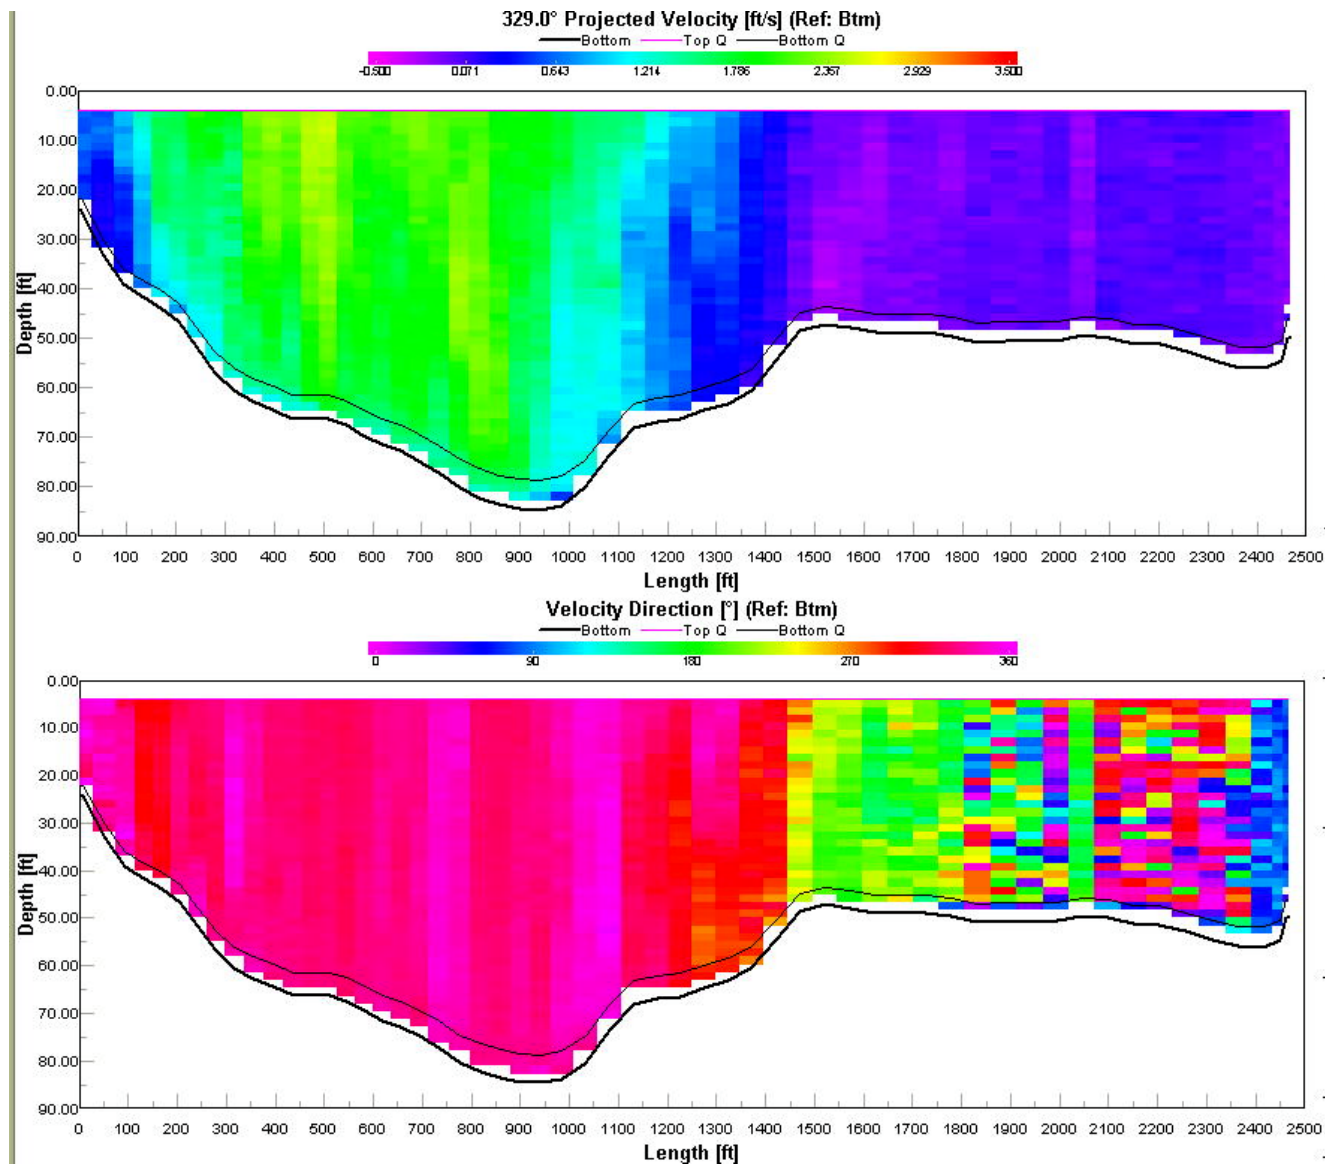 329.0° Projected Velocity [ft/s] (Ref: Btm)
Bottom Top Q Bottom Q
-0.500 0.071 0.643 1.214 1.786 2.357 2.929 3.500
0.00
10.00
20.00
30.00
40.00
50.00
60.00
70.00
80.00
90.00
Depth [ft]
0 100 200 300 400 500 600 700 800 900 1000 1100 1200 1300 1400 1500 1600 1700 1800 1900 2000 2100 2200 2300 2400 2500
Length [ft]
Velocity Direction [°] (Ref: Btm)
Bottom Top Q Bottom Q
0 90 180 270 360
0.00
10.00
20.00
30.00
40.00
50.00
60.00
70.00
80.00
90.00
Depth [ft]
0 100 200 300 400 500 600 700 800 900 1000 1100 1200 1300 1400 1500 1600 1700 1800 1900 2000 2100 2200 2300 2400 2500
Length [ft]